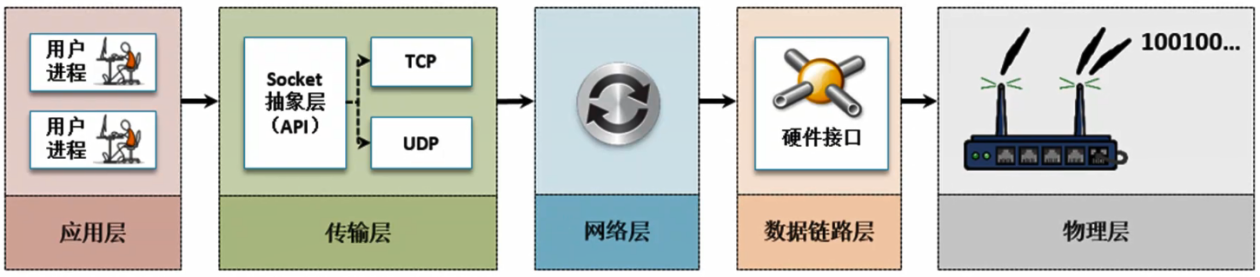 用户
进程
用户
进程
应用层
Socket
抽象层
（API）
TCP
UDP
传输层
网络层
硬件接口
数据链路层
100100...
物理层